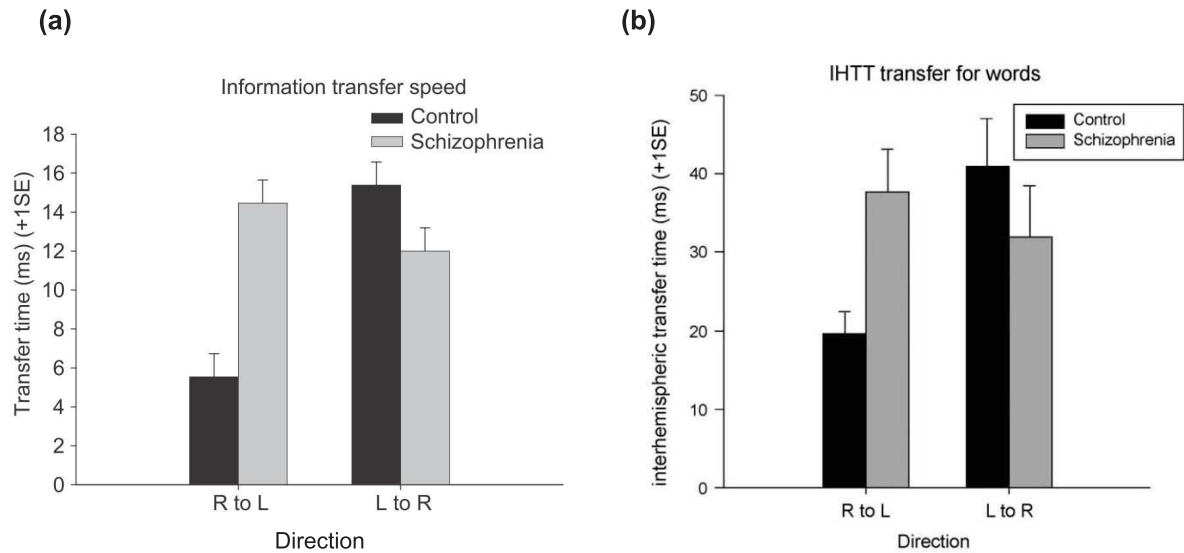 (a)
Information transfer speed
Control
Schizophrenia
Transfer time (ms) (+1SE)
18
16
14
12
10
8
6
4
2
0
R to L
L to R
Direction
(b)
IHTT transfer for words
Control
Schizophrenia
interhemispheric transfer time (ms) (+1SE)
50
40
30
20
10
0
R to L
L to R
Direction